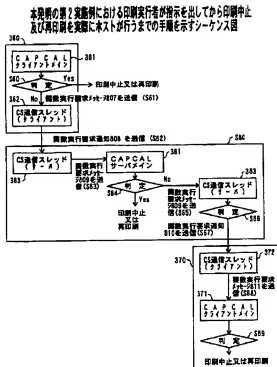 本発明の第2実施例における印刷実行者が指示を出してから印刷中止
及び再印刷を実際に本ストが行うまでの手順を示すシーケンス図
360
361
CAPCAL
クライアントメイン
S60
判定
Yes
印刷中止又は再印刷
No
関数実行要求メッセージ807を送信(S61)
362
CS通信スレッド
(クライアント)
関数実行要求通知808を送信(S62)
380
CS通信スレッド
(サーバ)
383
関数実行
要求メッセ
ージ809を送
信(S63)
CAPCAL
サーバメイン
381
判定
S64
No
Yes
印刷中止
又は
再印刷
関数実行
要求メッセ
ージ809を送
信(S65)
383
CS通信スレッド
(サーバ)
判定
S66
関数実行要求通知
810を送信(S67)
370
372
CS通信スレッド
(クライアント)
関数実行
要求メッセ
ージ811を送
信(S68)
371
CAPCAL
クライアントメイン
判定
S69
印刷中止又は再印刷